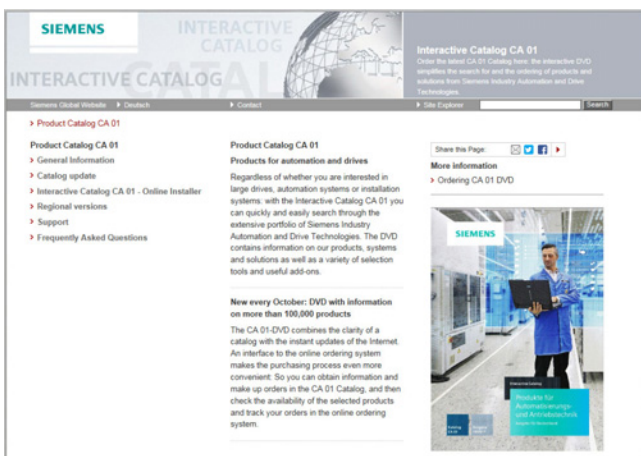 SIEMENS
INTERACTIVE
CATALOG
CATAL
INTERACTIVE CATALOG
Interactive Catalog CA 01
Order the latest CA 01 Catalog here: the interactive DVD
simplifies the search for and the ordering of products and
solutions from Siemens Industry Automation and Drive
Technologies.
Siemens Global Website Deutsch Contact Site Explorer Search
Product Catalog CA 01
Product Catalog CA 01
General Information
Catalog update
Interactive Catalog CA 01 - Online Installer
Regional versions
Support
Frequently Asked Questions
Product Catalog CA 01
Products for automation and drives
Regardless of whether you are interested in
large drives, automation systems or installation
systems: with the Interactive Catalog CA 01 you
can quickly and easily search through the
extensive portfolio of Siemens Industry
Automation and Drive Technologies. The DVD
contains information on our products, systems
and solutions as well as a variety of selection
tools and useful add-ons.
New every October: DVD with information
on more than 100,000 products
The CA 01-DVD combines the clarity of a
catalog with the instant updates of the Internet.
An interface to the online ordering system
makes the purchasing process even more
convenient: So you can obtain information and
make up orders in the CA 01 Catalog, and then
check the availability of the selected products
and track your orders in the online ordering
system.
Share this Page:
More information
Ordering CA 01 DVD
SIEMENS
Produkte für
Automatisierungs-
und Antriebstechnik